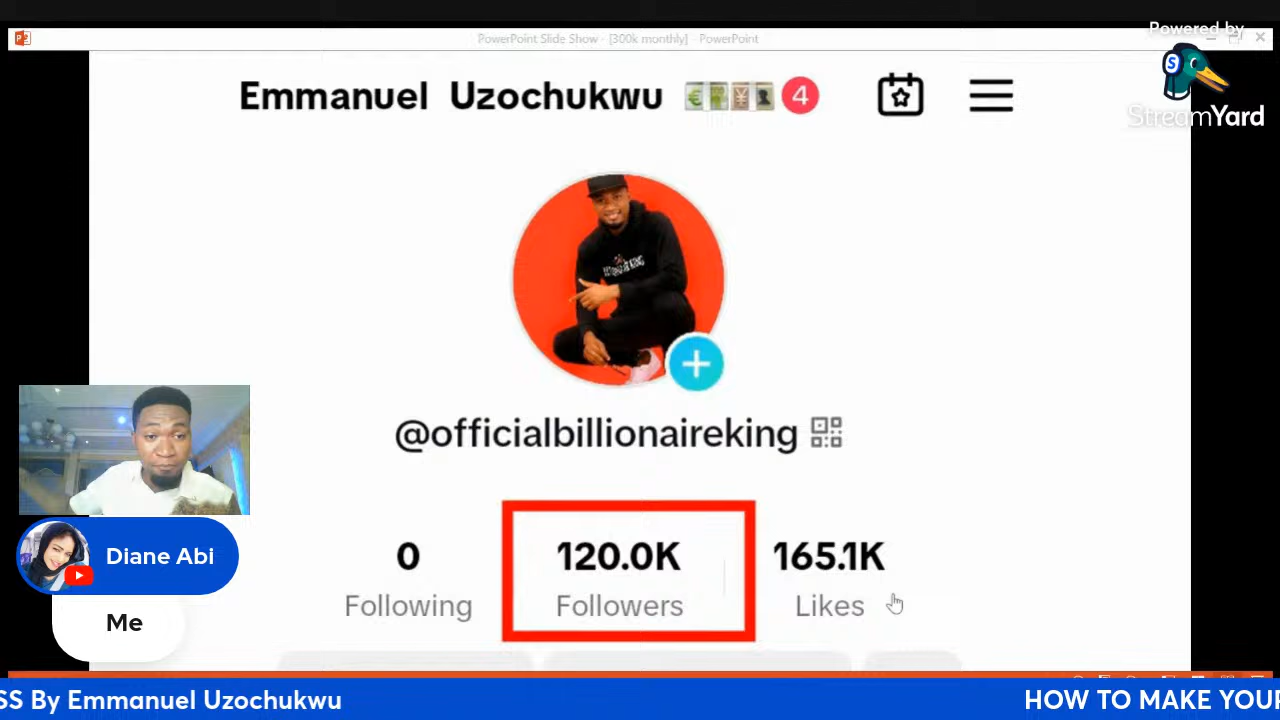 PowerPoint Slide Show - [300k monthly] - PowerPoint
Powered by
StreamYard
Emmanuel Uzochukwu 4
@officialbillionaireking
0 120.0K 165.1K
Following Followers Likes
Diane Abi
Me
SS By Emmanuel Uzochukwu HOW TO MAKE YOUR